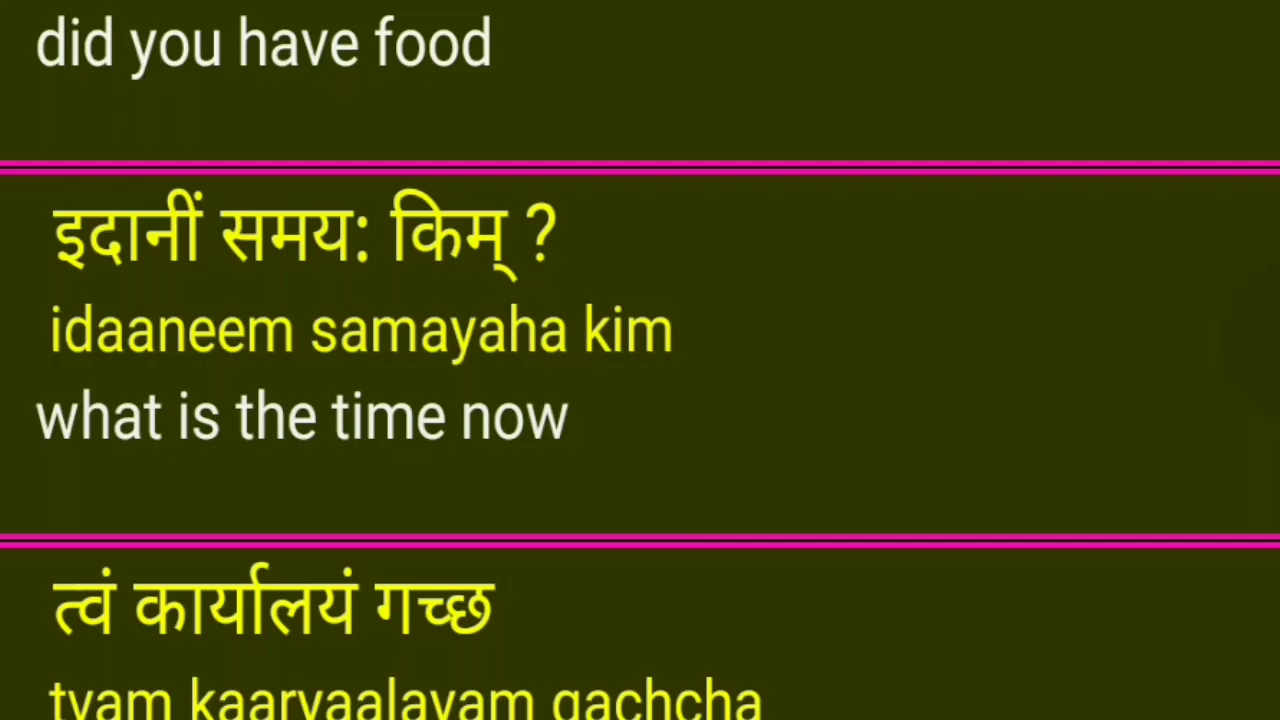 did you have food
इदानीं समय: किम् ?
idaaneem samayaha kim
what is the time now
त्वं कार्यालयं गच्छ
tvam kaaryaalayam gachcha